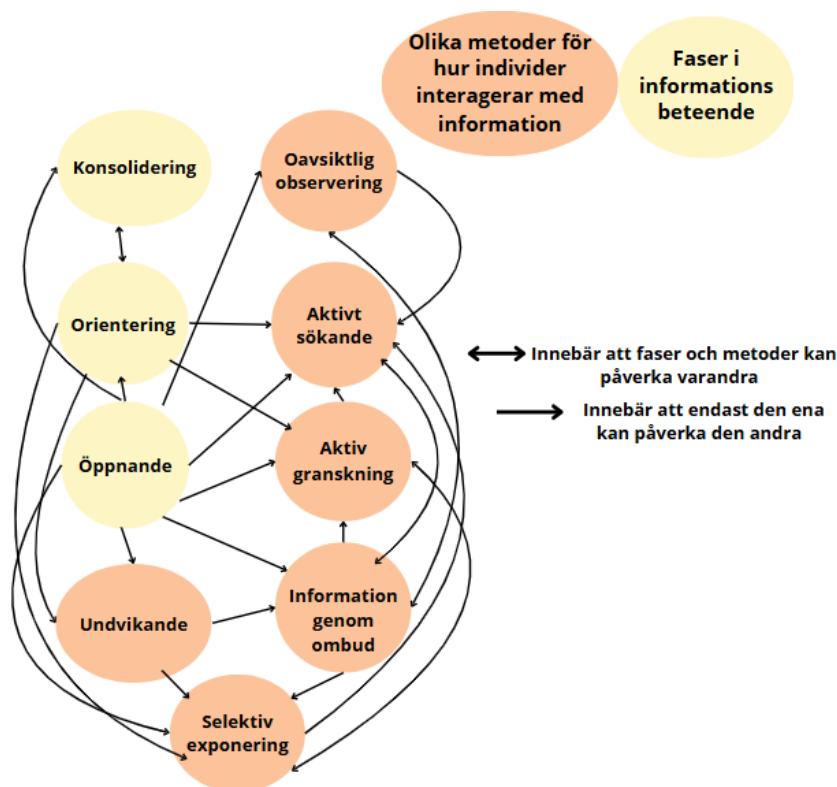 Olika metoder för
hur individer
interagerar med
information
Faser i
informations
beteende
Konsolidering
Oavsiktlig
observering
Orientering
Aktivt
sökande
Innebär att faser och metoder kan
påverka varandra
Innebär att endast den ena
kan påverka den andra
Öppnande
Aktiv
granskning
Undvikande
Information
genom
ombud
Selektiv
exponering